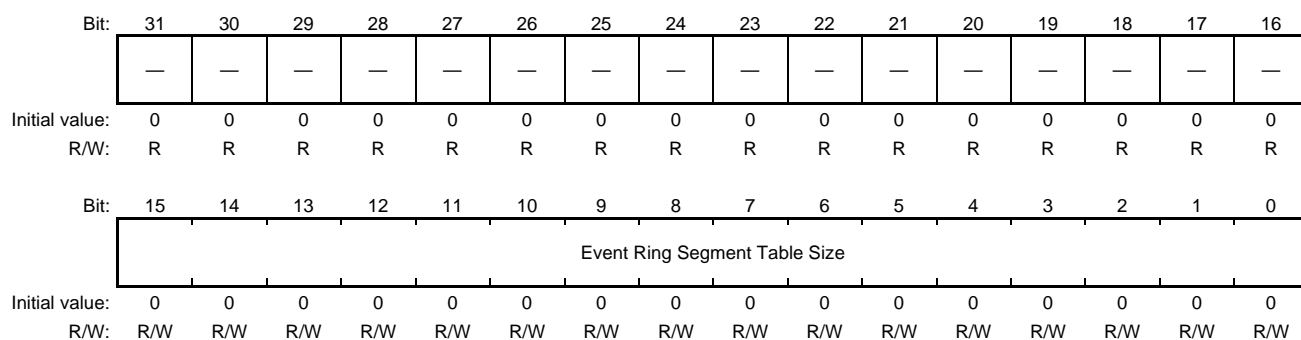 Bit: 31 30 29 28 27 26 25 24 23 22 21 20 19 18 17 16
— — — — — — — — — — — — — — — —
Initial value: 0 0 0 0 0 0 0 0 0 0 0 0 0 0 0 0
R/W: R R R R R R R R R R R R R R R R
Bit: 15 14 13 12 11 10 9 8 7 6 5 4 3 2 1 0
Event Ring Segment Table Size
Initial value: 0 0 0 0 0 0 0 0 0 0 0 0 0 0 0 0
R/W: R/W R/W R/W R/W R/W R/W R/W R/W R/W R/W R/W R/W R/W R/W R/W R/W